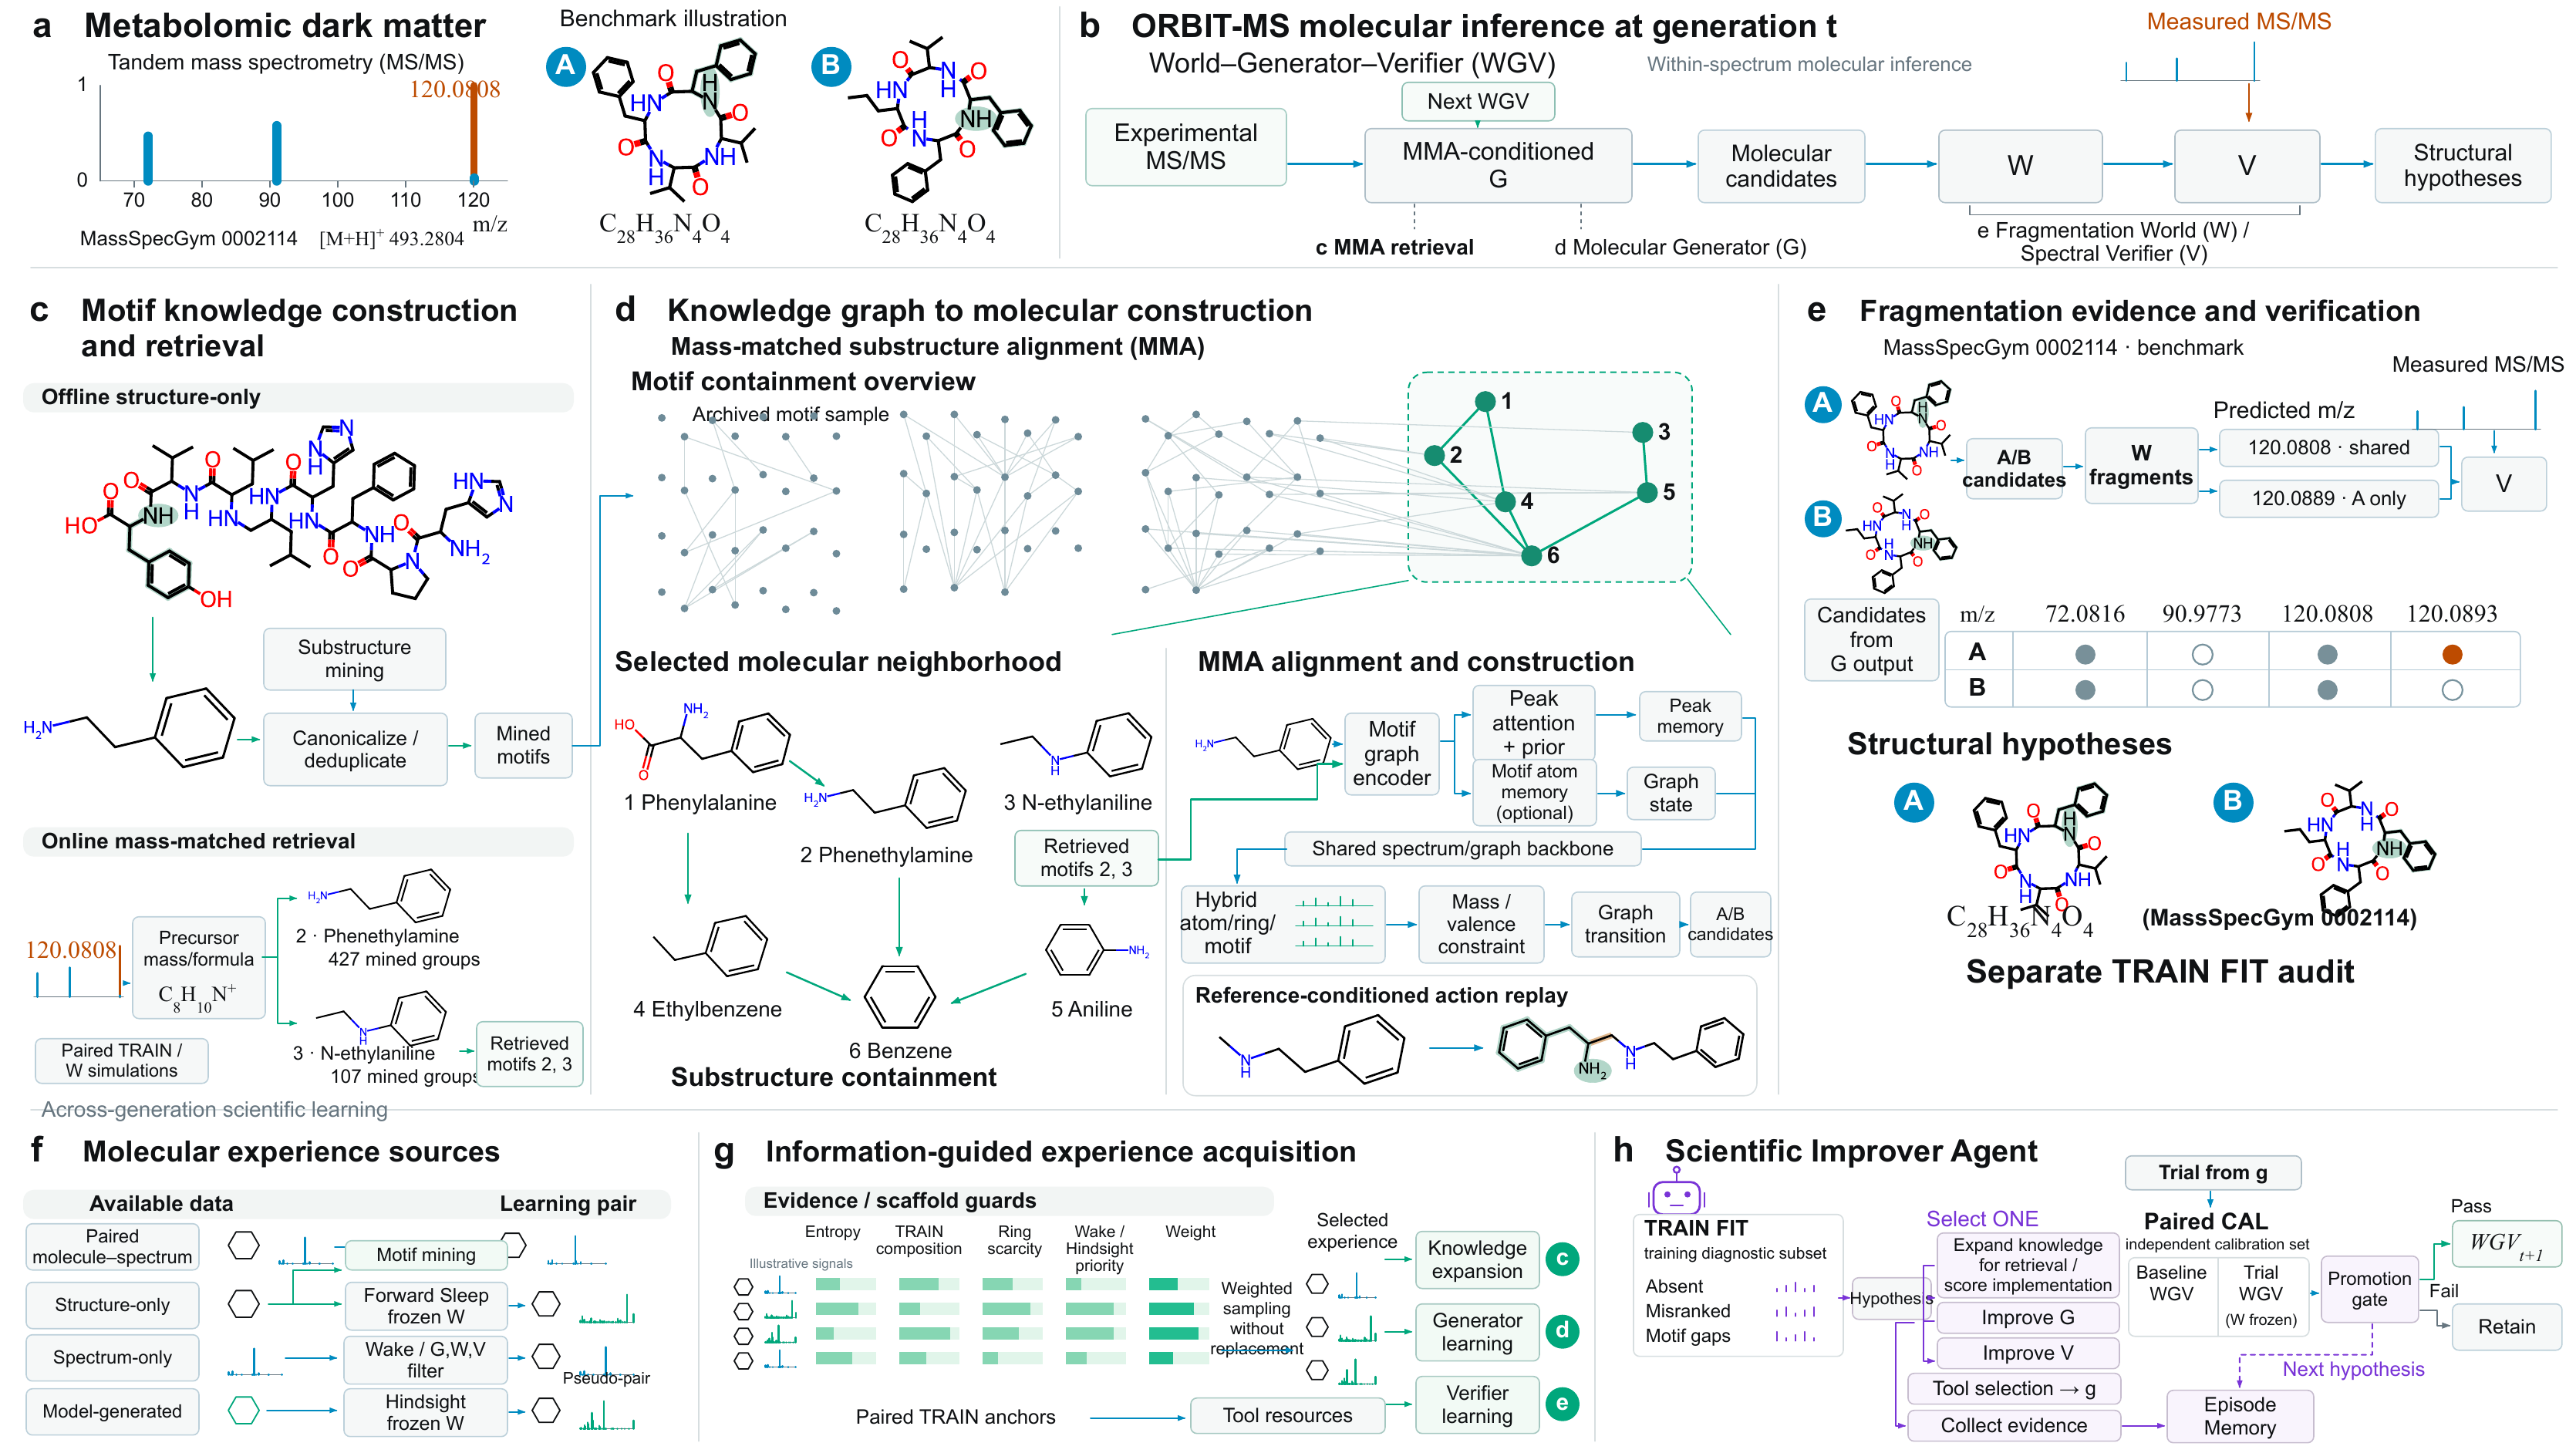 a Metabolomic dark matter
Tandem mass spectrometry (MS/MS)
120.0808
1
0
70 80 90 100 110 120
m/z
MassSpecGym 0002114 [M+H]+ 493.2804
Benchmark illustration
A
B
C28H36N4O4
C28H36N4O4
b ORBIT-MS molecular inference at generation t
World–Generator–Verifier (WGV)
Within-spectrum molecular inference
Measured MS/MS
Next WGV
Experimental
MS/MS
MMA-conditioned
G
Molecular
candidates
W
V
Structural
hypotheses
c MMA retrieval
d Molecular Generator (G)
e Fragmentation World (W) /
Spectral Verifier (V)
c Motif knowledge construction
and retrieval
Offline structure-only
Substructure
mining
Canonicalize /
deduplicate
Mined
motifs
Online mass-matched retrieval
120.0808
Precursor
mass/formula
C8H10N+
2 · Phenethylamine
427 mined groups
3 · N-ethylaniline
107 mined groups
Paired TRAIN /
W simulations
Retrieved
motifs 2, 3
d Knowledge graph to molecular construction
Mass-matched substructure alignment (MMA)
Motif containment overview
Archived motif sample
1
2
3
4
5
6
Selected molecular neighborhood
1 Phenylalanine
2 Phenethylamine
3 N-ethylaniline
Retrieved
motifs 2, 3
4 Ethylbenzene
5 Aniline
6 Benzene
Substructure containment
MMA alignment and construction
Motif
graph
encoder
Peak
attention
+ prior
Peak
memory
Motif atom
memory
(optional)
Graph
state
Shared spectrum/graph backbone
Hybrid
atom/ring/
motif
Mass /
valence
constraint
Graph
transition
A/B
candidates
Reference-conditioned action replay
e Fragmentation evidence and verification
MassSpecGym 0002114 · benchmark
Measured MS/MS
A
B
A/B
candidates
W
fragments
Predicted m/z
120.0808 · shared
120.0889 · A only
V
Candidates
from
G output
m/z 72.0816 90.9773 120.0808 120.0893
A
B
Structural hypotheses
A
B
C28H36N4O4
(MassSpecGym 0002114)
Separate TRAIN FIT audit
Across-generation scientific learning
f Molecular experience sources
Available data Learning pair
Paired
molecule–spectrum
Motif mining
Structure-only
Forward Sleep
frozen W
Spectrum-only
Wake / G,W,V
filter
Pseudo-pair
Model-generated
Hindsight
frozen W
g Information-guided experience acquisition
Evidence / scaffold guards
Entropy
TRAIN
composition
Ring
scarcity
Wake /
Hindsight
priority
Weight
Illustrative signals
Weighted
sampling
without
replacement
Selected
experience
Knowledge
expansion
c
Generator
learning
d
Verifier
learning
e
Paired TRAIN anchors
Tool resources
h Scientific Improver Agent
TRAIN FIT
training diagnostic subset
Absent
Misranked
Motif gaps
Hypothesis
Select ONE
Expand knowledge
for retrieval /
score implementation
Improve G
Improve V
Tool selection → g
Collect evidence
Trial from g
Paired CAL
independent calibration set
Baseline
WGV
Trial
WGV
(W frozen)
Promotion
gate
Pass
WGVt+1
Fail
Retain
Next hypothesis
Episode
Memory